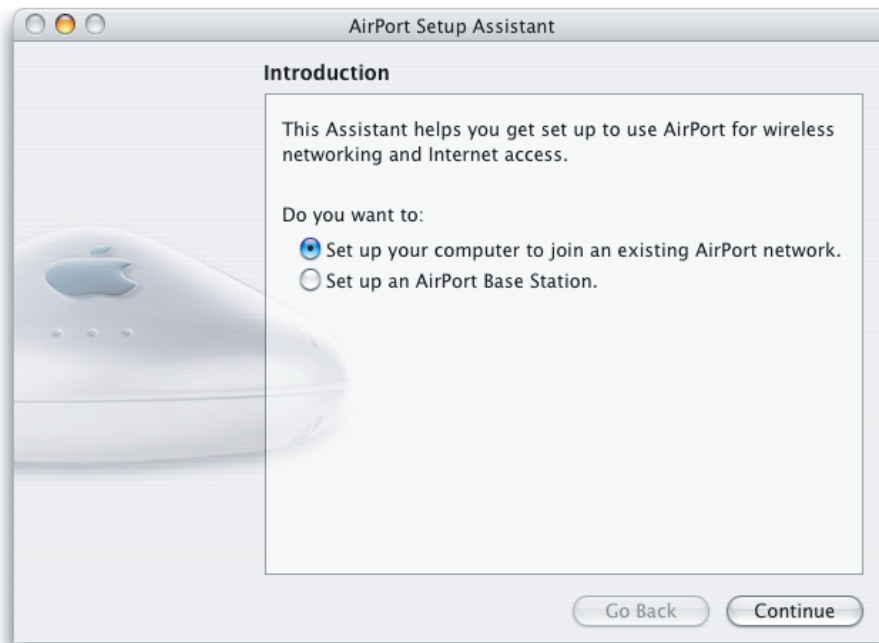 AirPort Setup Assistant
Introduction
This Assistant helps you get set up to use AirPort for wireless
networking and Internet access.
Do you want to:
Set up your computer to join an existing AirPort network.
Set up an AirPort Base Station.
Go Back
Continue